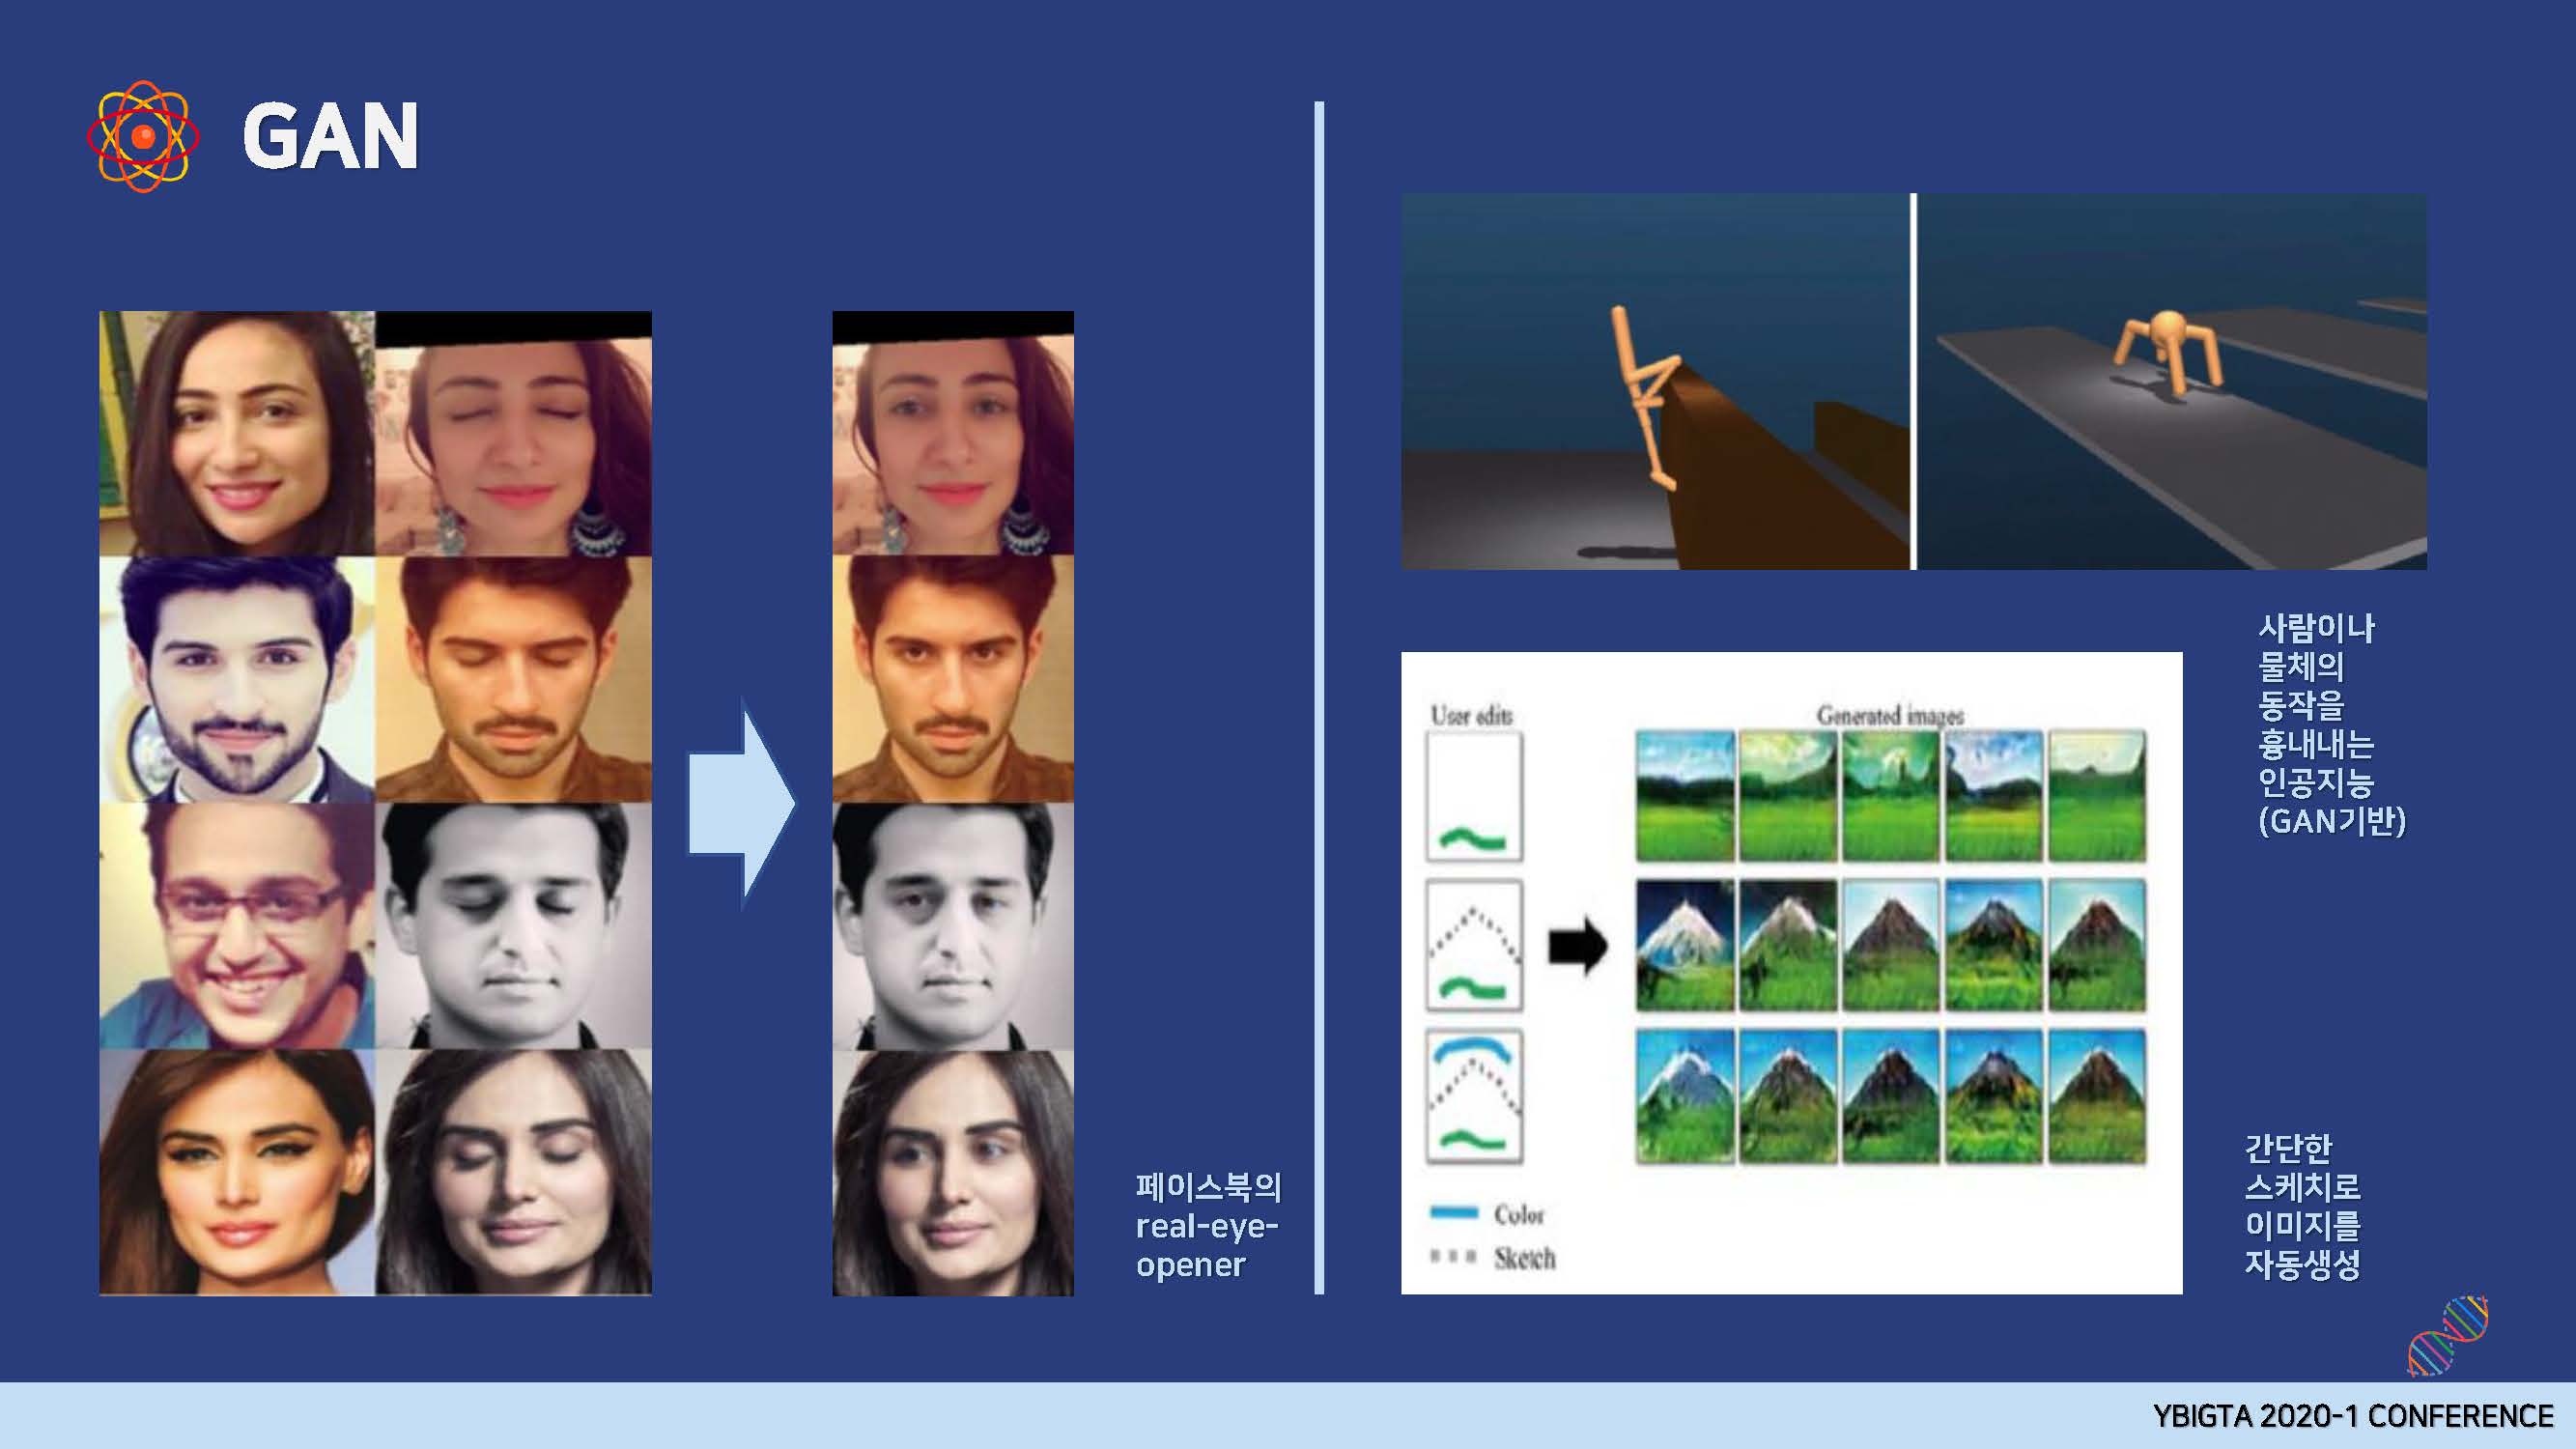 GAN
페이스북의
real-eye-
opener
사람이나
물체의
동작을
흉내내는
인공지능
(GAN기반)
User edits
Generated images
Color
Sketch
간단한
스케치로
이미지를
자동생성
YBIGTA 2020-1 CONFERENCE